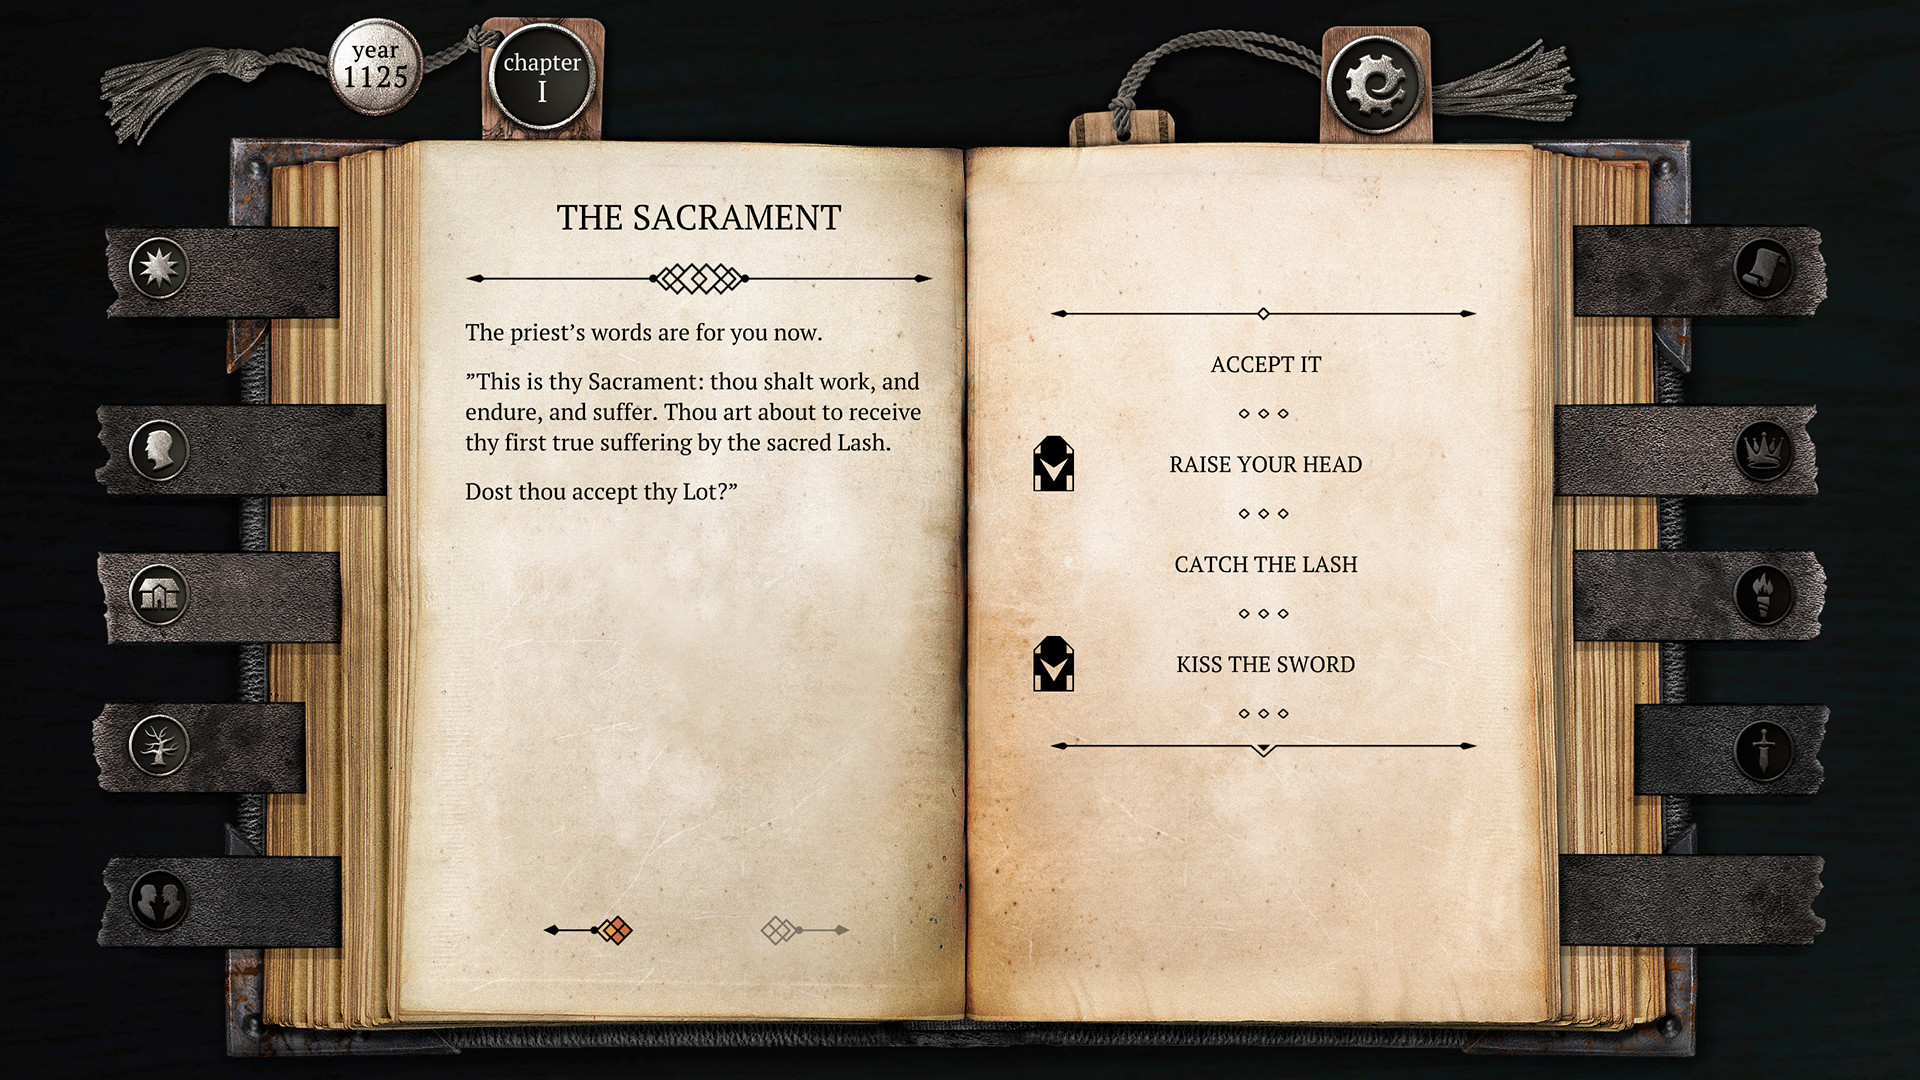 year
1125
chapter
I
THE SACRAMENT
The priest’s words are for you now.
”This is thy Sacrament: thou shalt work, and
endure, and suffer. Thou art about to receive
thy first true suffering by the sacred Lash.
Dost thou accept thy Lot?”
ACCEPT IT
RAISE YOUR HEAD
CATCH THE LASH
KISS THE SWORD